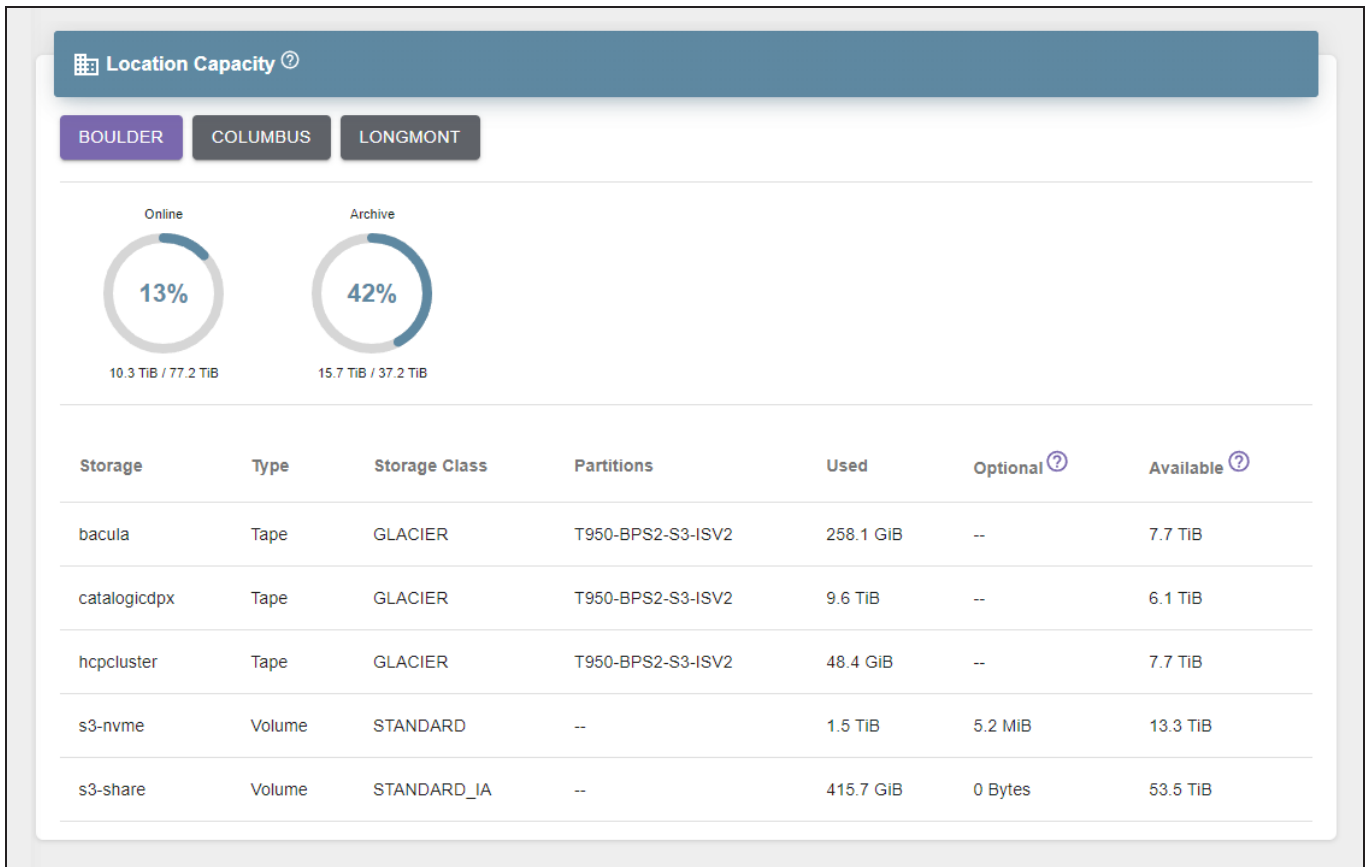 Location Capacity ?
BOULDER COLUMBUS LONGMONT
Online Archive
13% 42%
10.3 TiB / 77.2 TiB 15.7 TiB / 37.2 TiB
Storage Type Storage Class Partitions Used Optional ? Available ?
bacula Tape GLACIER T950-BPS2-S3-ISV2 258.1 GiB -- 7.7 TiB
catalogicdpx Tape GLACIER T950-BPS2-S3-ISV2 9.6 TiB -- 6.1 TiB
hcpcluster Tape GLACIER T950-BPS2-S3-ISV2 48.4 GiB -- 7.7 TiB
s3-nvme Volume STANDARD -- 1.5 TiB 5.2 MiB 13.3 TiB
s3-share Volume STANDARD_IA -- 415.7 GiB 0 Bytes 53.5 TiB